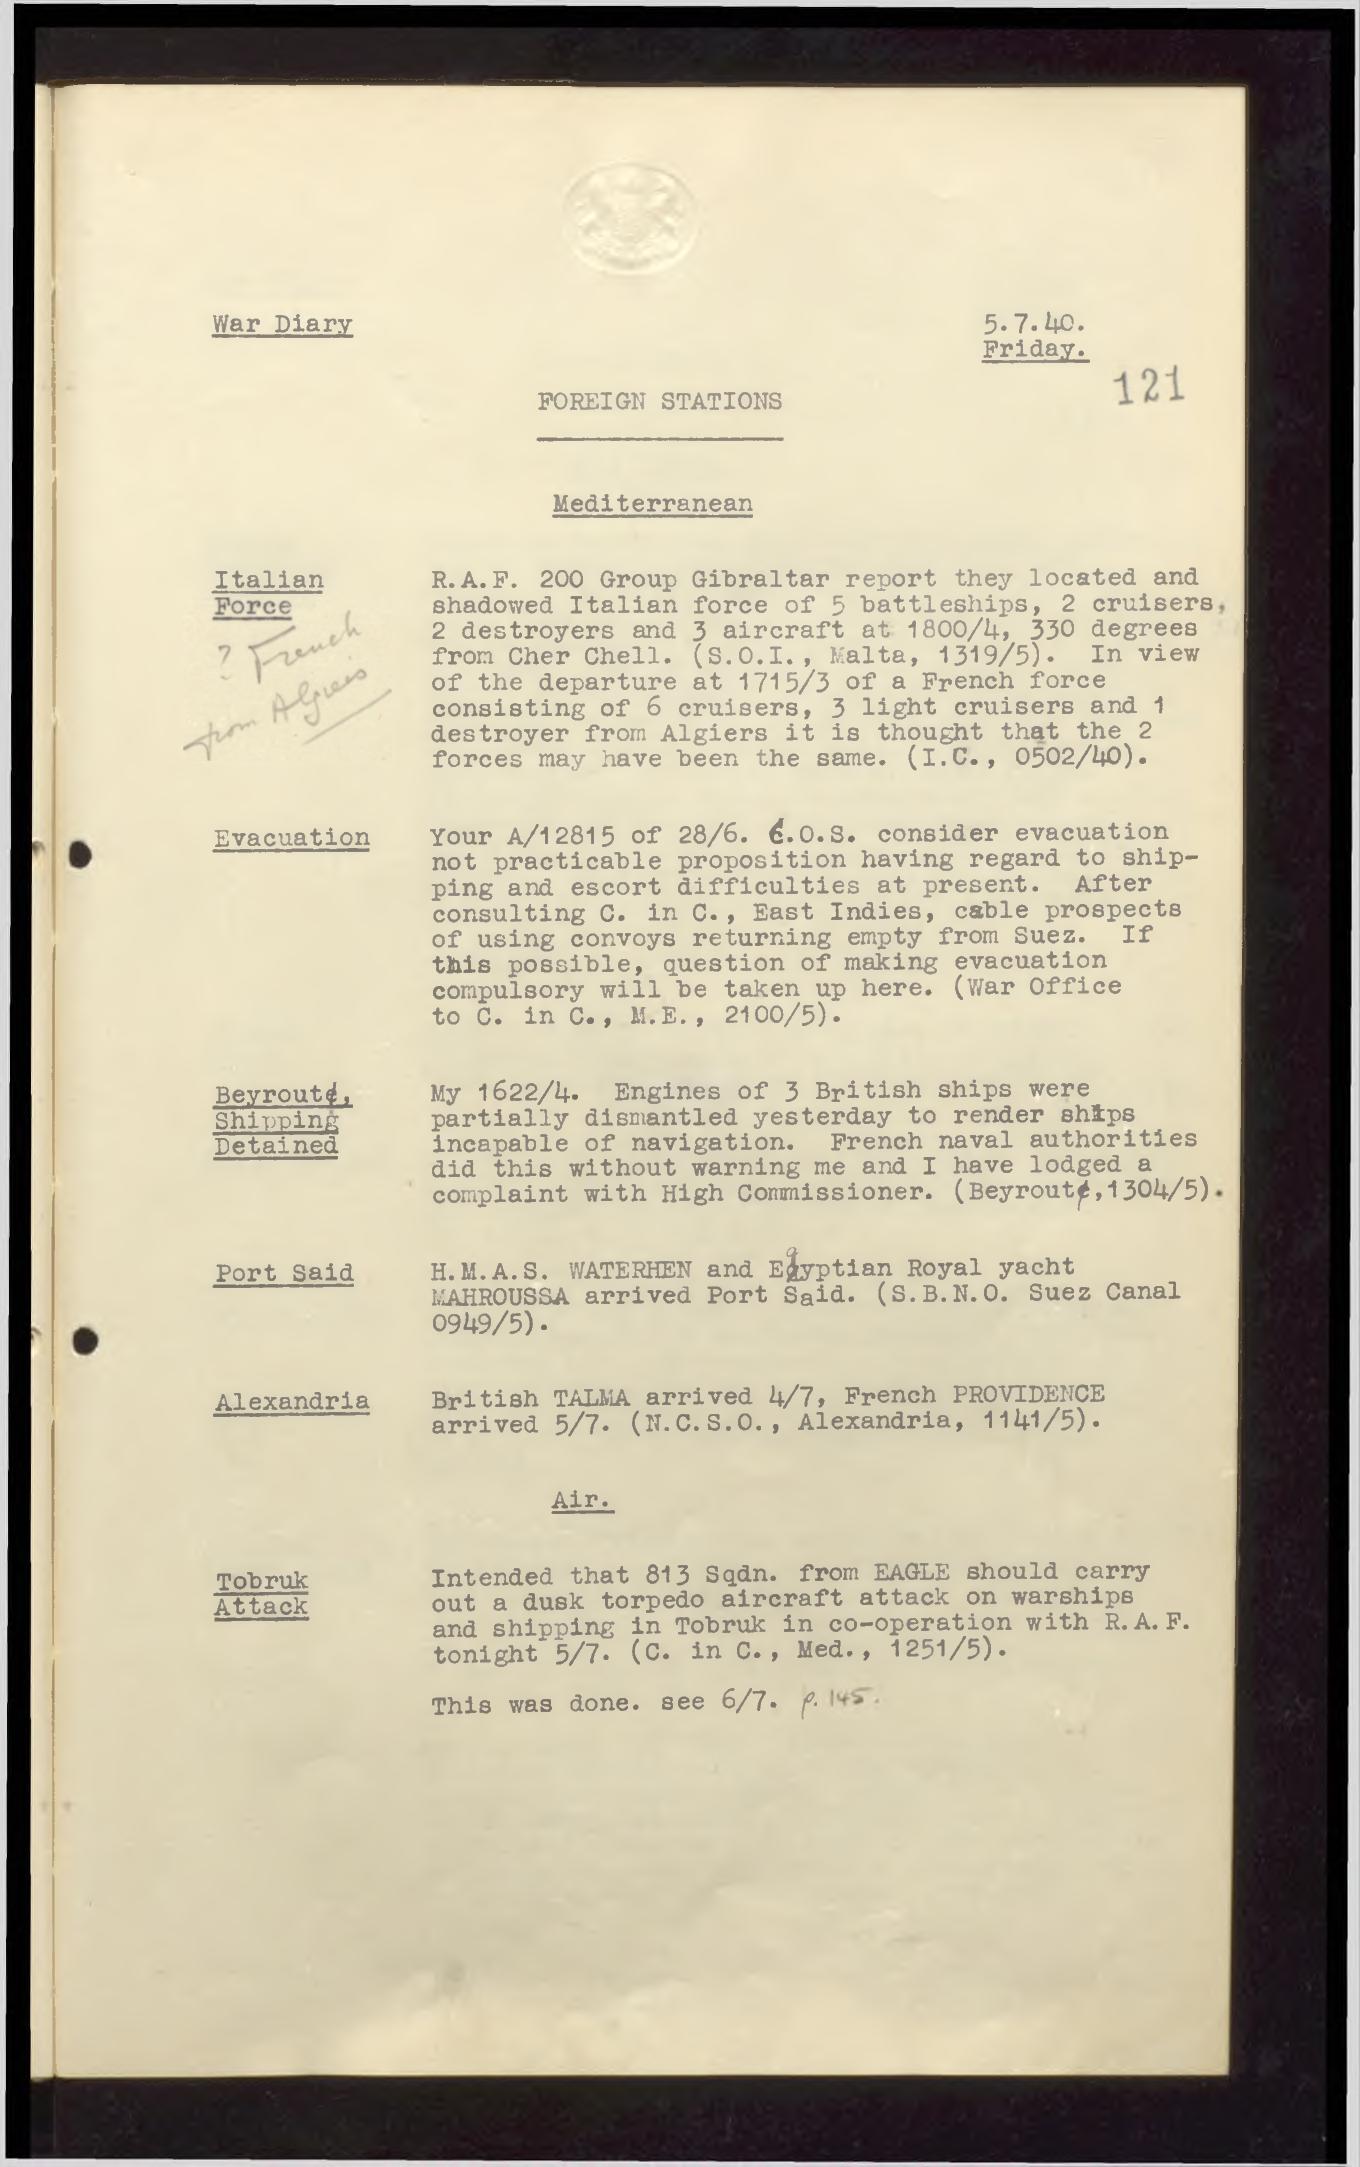 War Diary
5.7.40.
Friday.
121
FOREIGN STATIONS
Mediterranean
Italian
Force
? French
from Algiers
R.A.F. 200 Group Gibraltar report they located and
shadowed Italian force of 5 battleships, 2 cruisers,
2 destroyers and 3 aircraft at 1800/4, 330 degrees
from Cher Chell. (S.O.I., Malta, 1319/5). In view
of the departure at 1715/3 of a French force
consisting of 6 cruisers, 3 light cruisers and 1
destroyer from Algiers it is thought that the 2
forces may have been the same. (I.C., 0502/40).
Evacuation
Your A/12815 of 28/6. C.O.S. consider evacuation
not practicable proposition having regard to ship-
ping and escort difficulties at present. After
consulting C. in C., East Indies, cable prospects
of using convoys returning empty from Suez. If
this possible, question of making evacuation
compulsory will be taken up here. (War Office
to C. in C., M.E., 2100/5).
Beyrout,
Shipping
Detained
My 1622/4. Engines of 3 British ships were
partially dismantled yesterday to render ships
incapable of navigation. French naval authorities
did this without warning me and I have lodged a
complaint with High Commissioner. (Beyrout,1304/5).
Port Said
H.M.A.S. WATERHEN and Egyptian Royal yacht
MAHROUSSA arrived Port Said. (S.B.N.O. Suez Canal
0949/5).
Alexandria
British TALMA arrived 4/7, French PROVIDENCE
arrived 5/7. (N.C.S.O., Alexandria, 1141/5).
Air.
Tobruk
Attack
Intended that 813 Sqdn. from EAGLE should carry
out a dusk torpedo aircraft attack on warships
and shipping in Tobruk in co-operation with R.A.F.
tonight 5/7. (C. in C., Med., 1251/5).
This was done. see 6/7. p. 145.